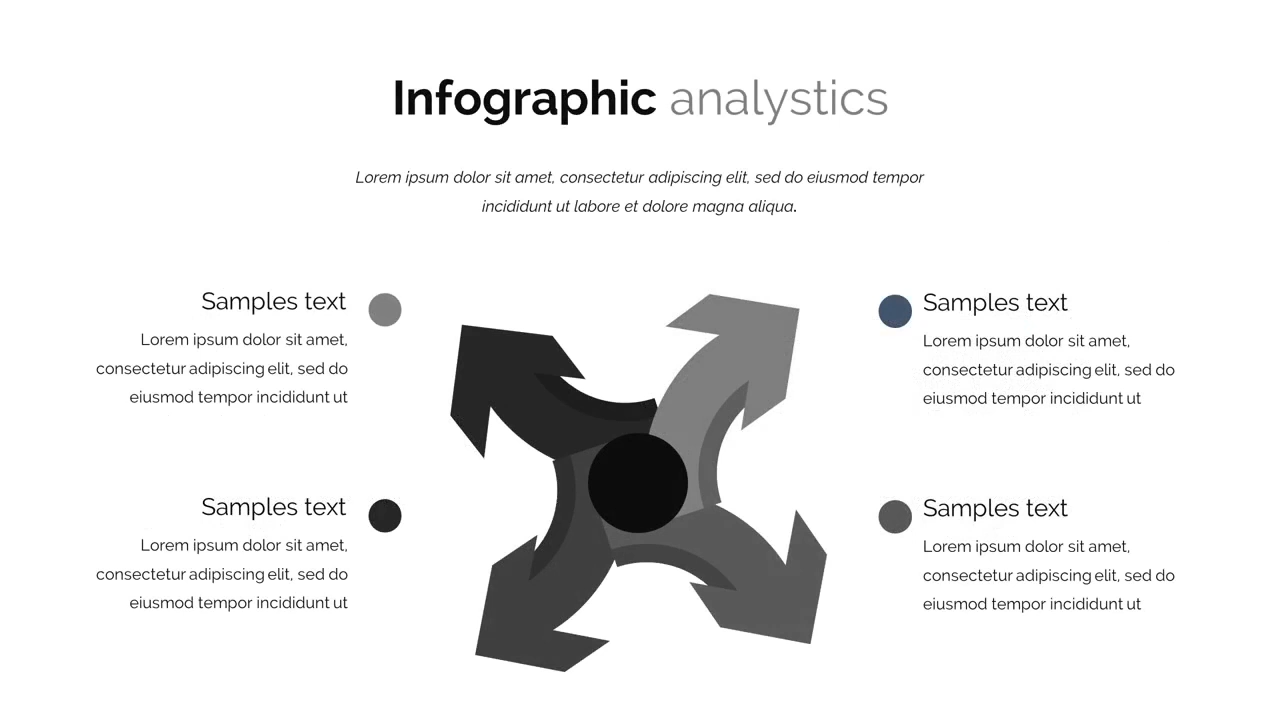 Infographic analystics
Lorem ipsum dolor sit amet, consectetur adipiscing elit, sed do eiusmod tempor
incididunt ut labore et dolore magna aliqua.
Samples text
Lorem ipsum dolor sit amet,
consectetur adipiscing elit, sed do
eiusmod tempor incididunt ut
Samples text
Lorem ipsum dolor sit amet,
consectetur adipiscing elit, sed do
eiusmod tempor incididunt ut
Samples text
Lorem ipsum dolor sit amet,
consectetur adipiscing elit, sed do
eiusmod tempor incididunt ut
Samples text
Lorem ipsum dolor sit amet,
consectetur adipiscing elit, sed do
eiusmod tempor incididunt ut